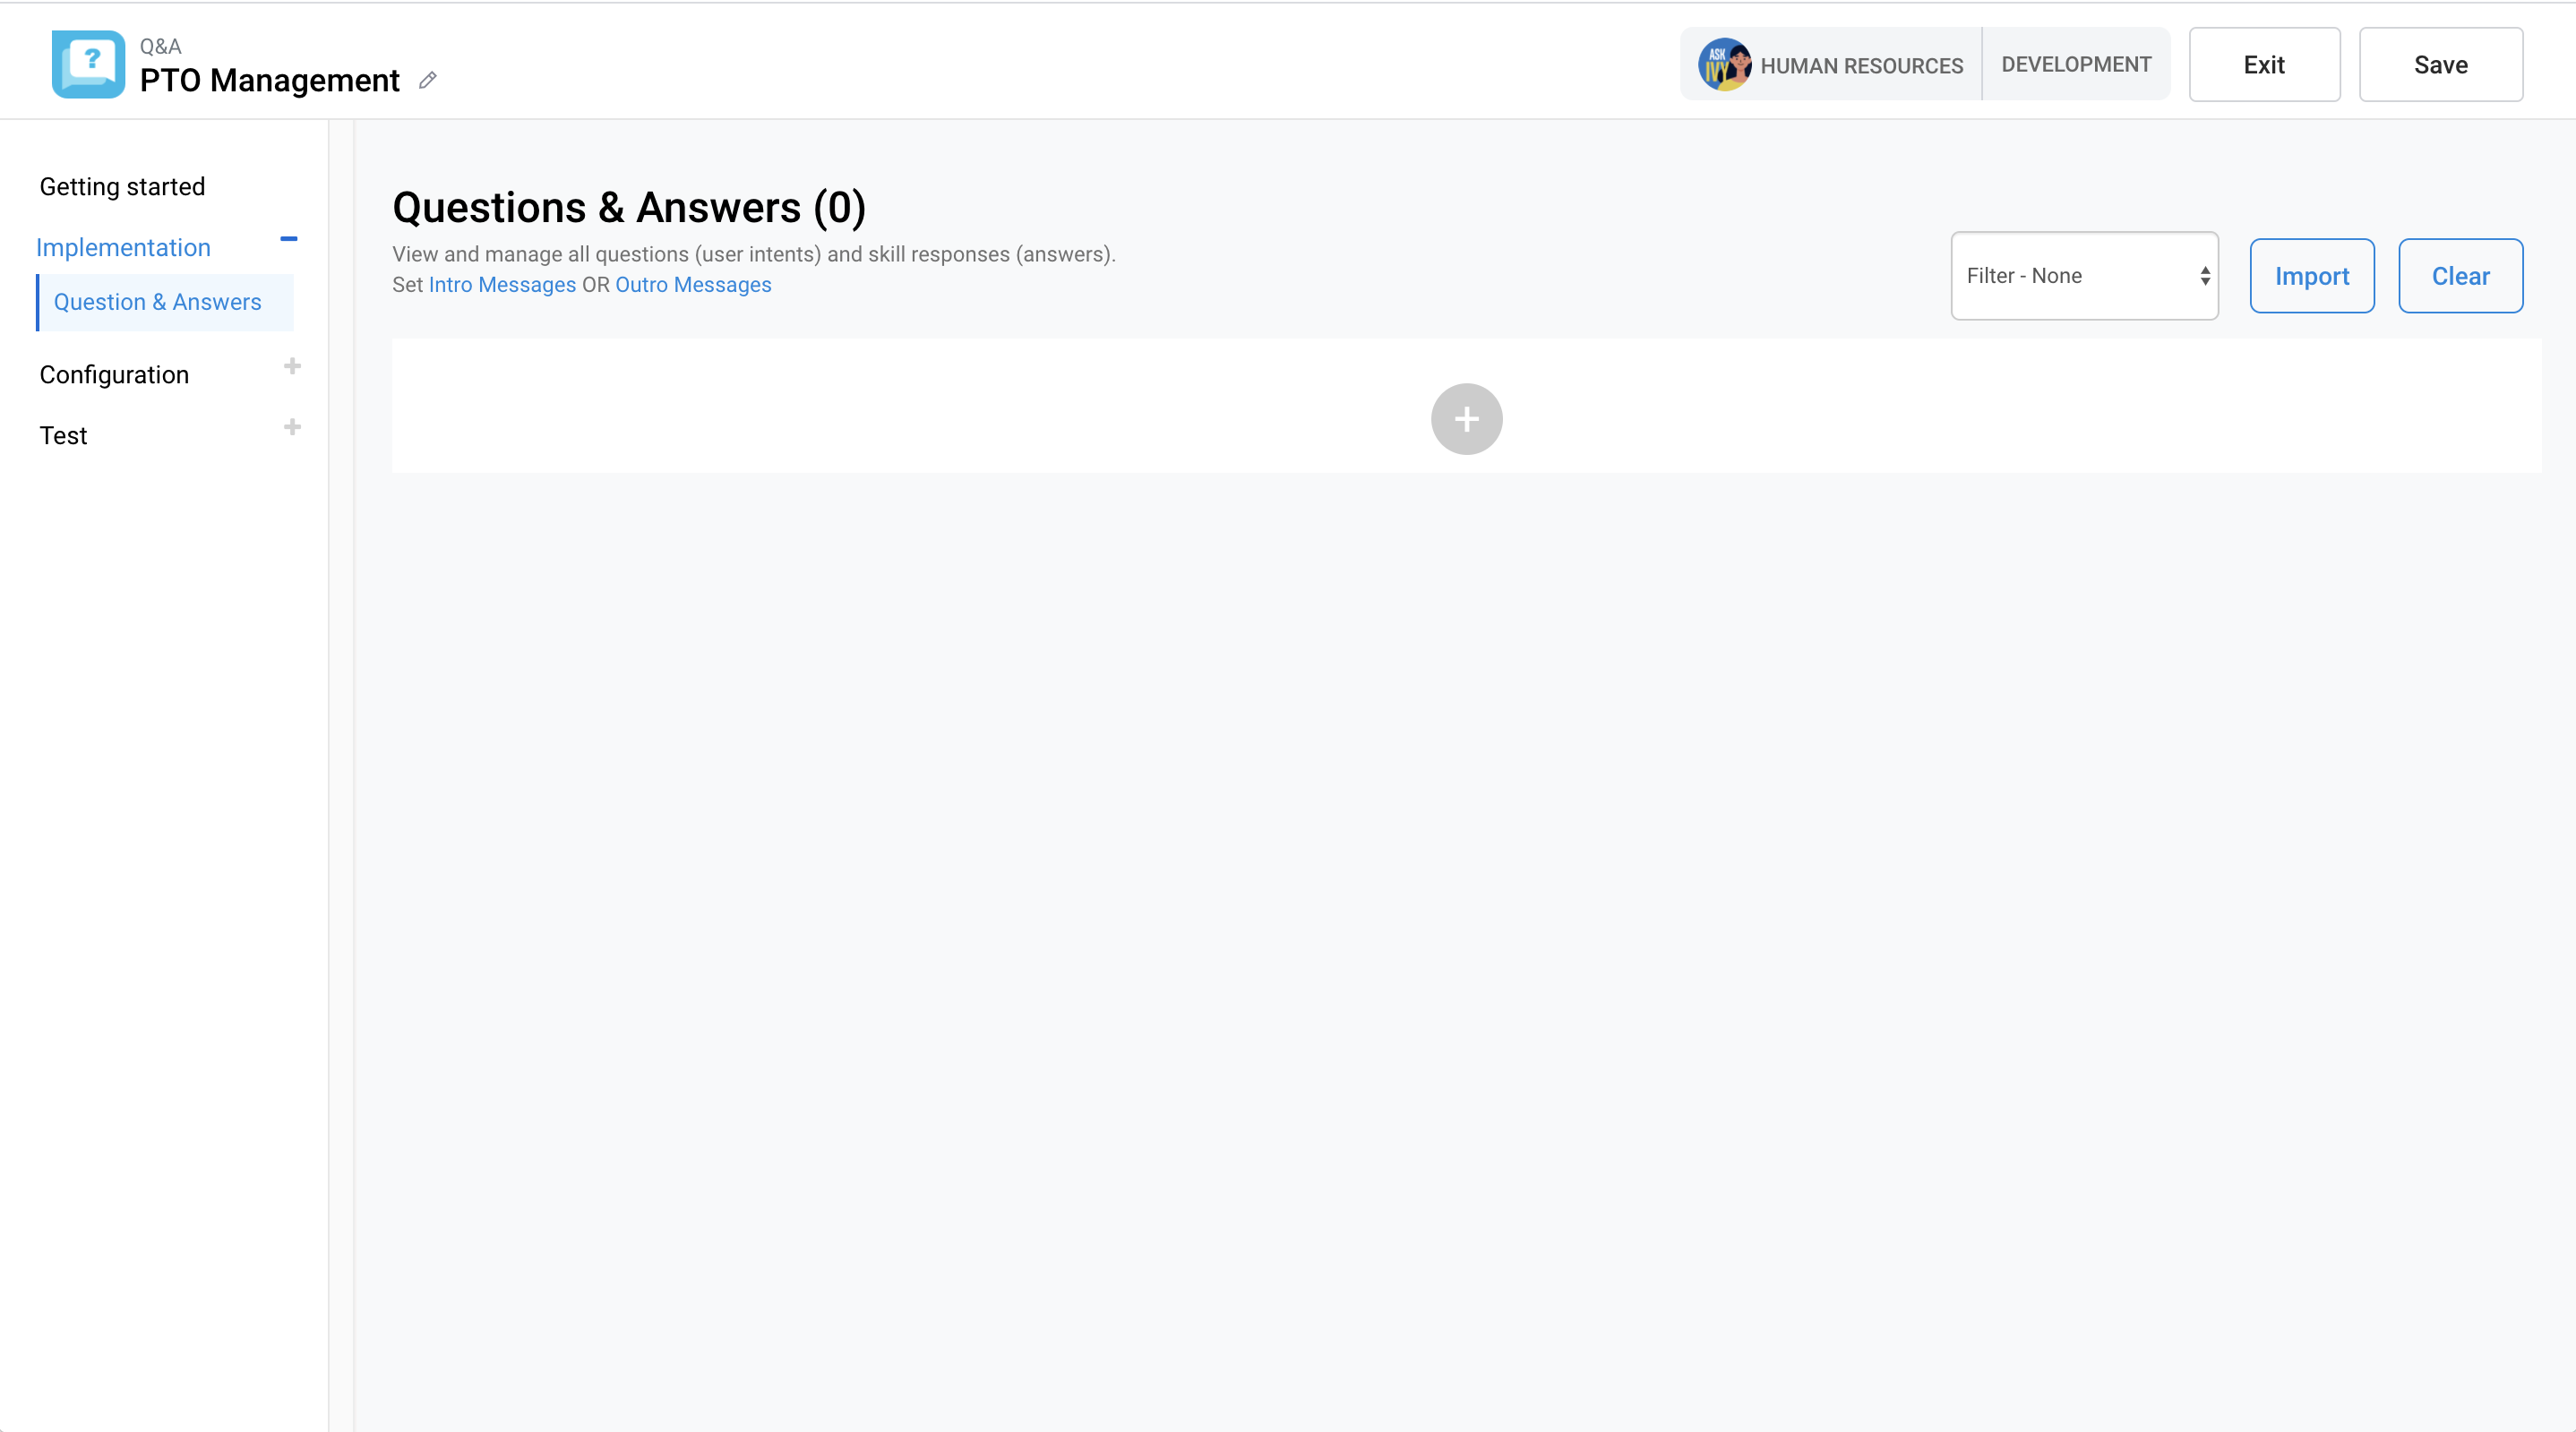 Q&A
PTO Management
ASK
IVY
HUMAN RESOURCES
DEVELOPMENT
Exit
Save
Getting started
Implementation
Question & Answers
Configuration
Test
Questions & Answers (0)
View and manage all questions (user intents) and skill responses (answers).
Set Intro Messages OR Outro Messages
Filter - None
Import
Clear